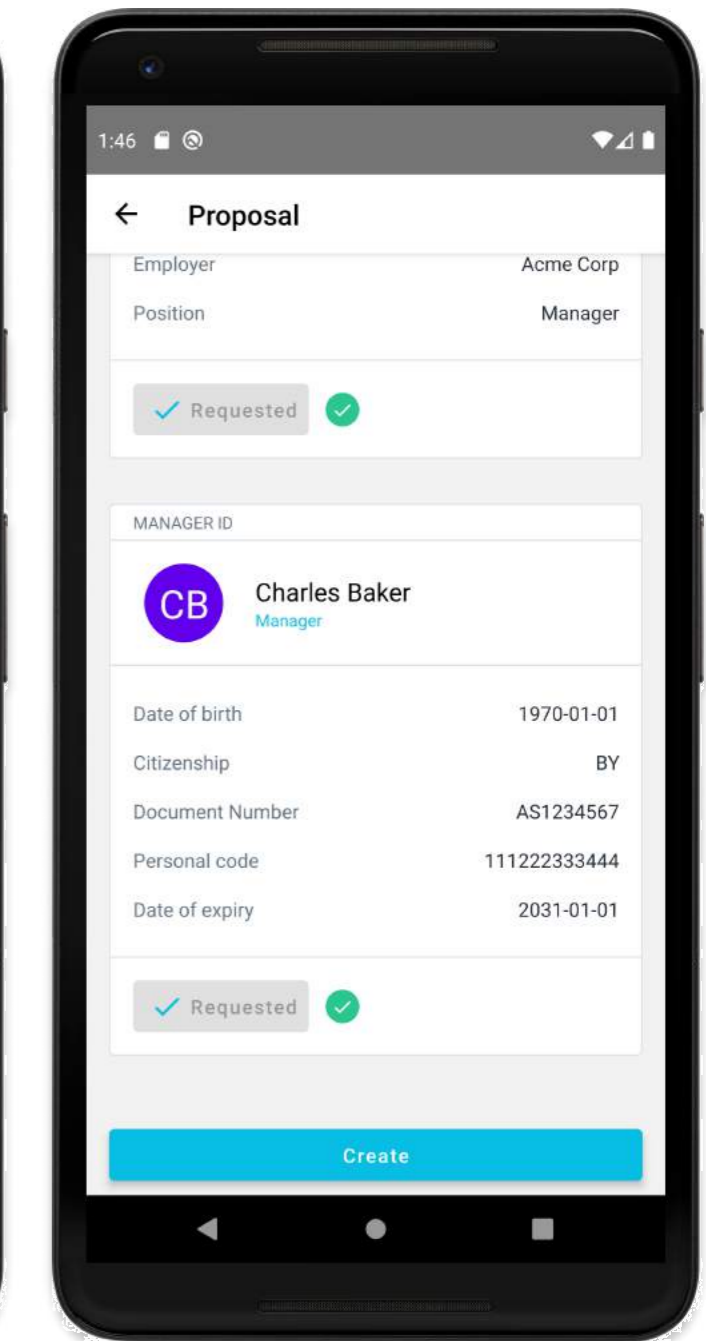 1:46
Proposal
Employer Acme Corp
Position Manager
Requested
MANAGER ID
CB
Charles Baker
Manager
Date of birth 1970-01-01
Citizenship BY
Document Number AS1234567
Personal code 111222333444
Date of expiry 2031-01-01
Requested
Create